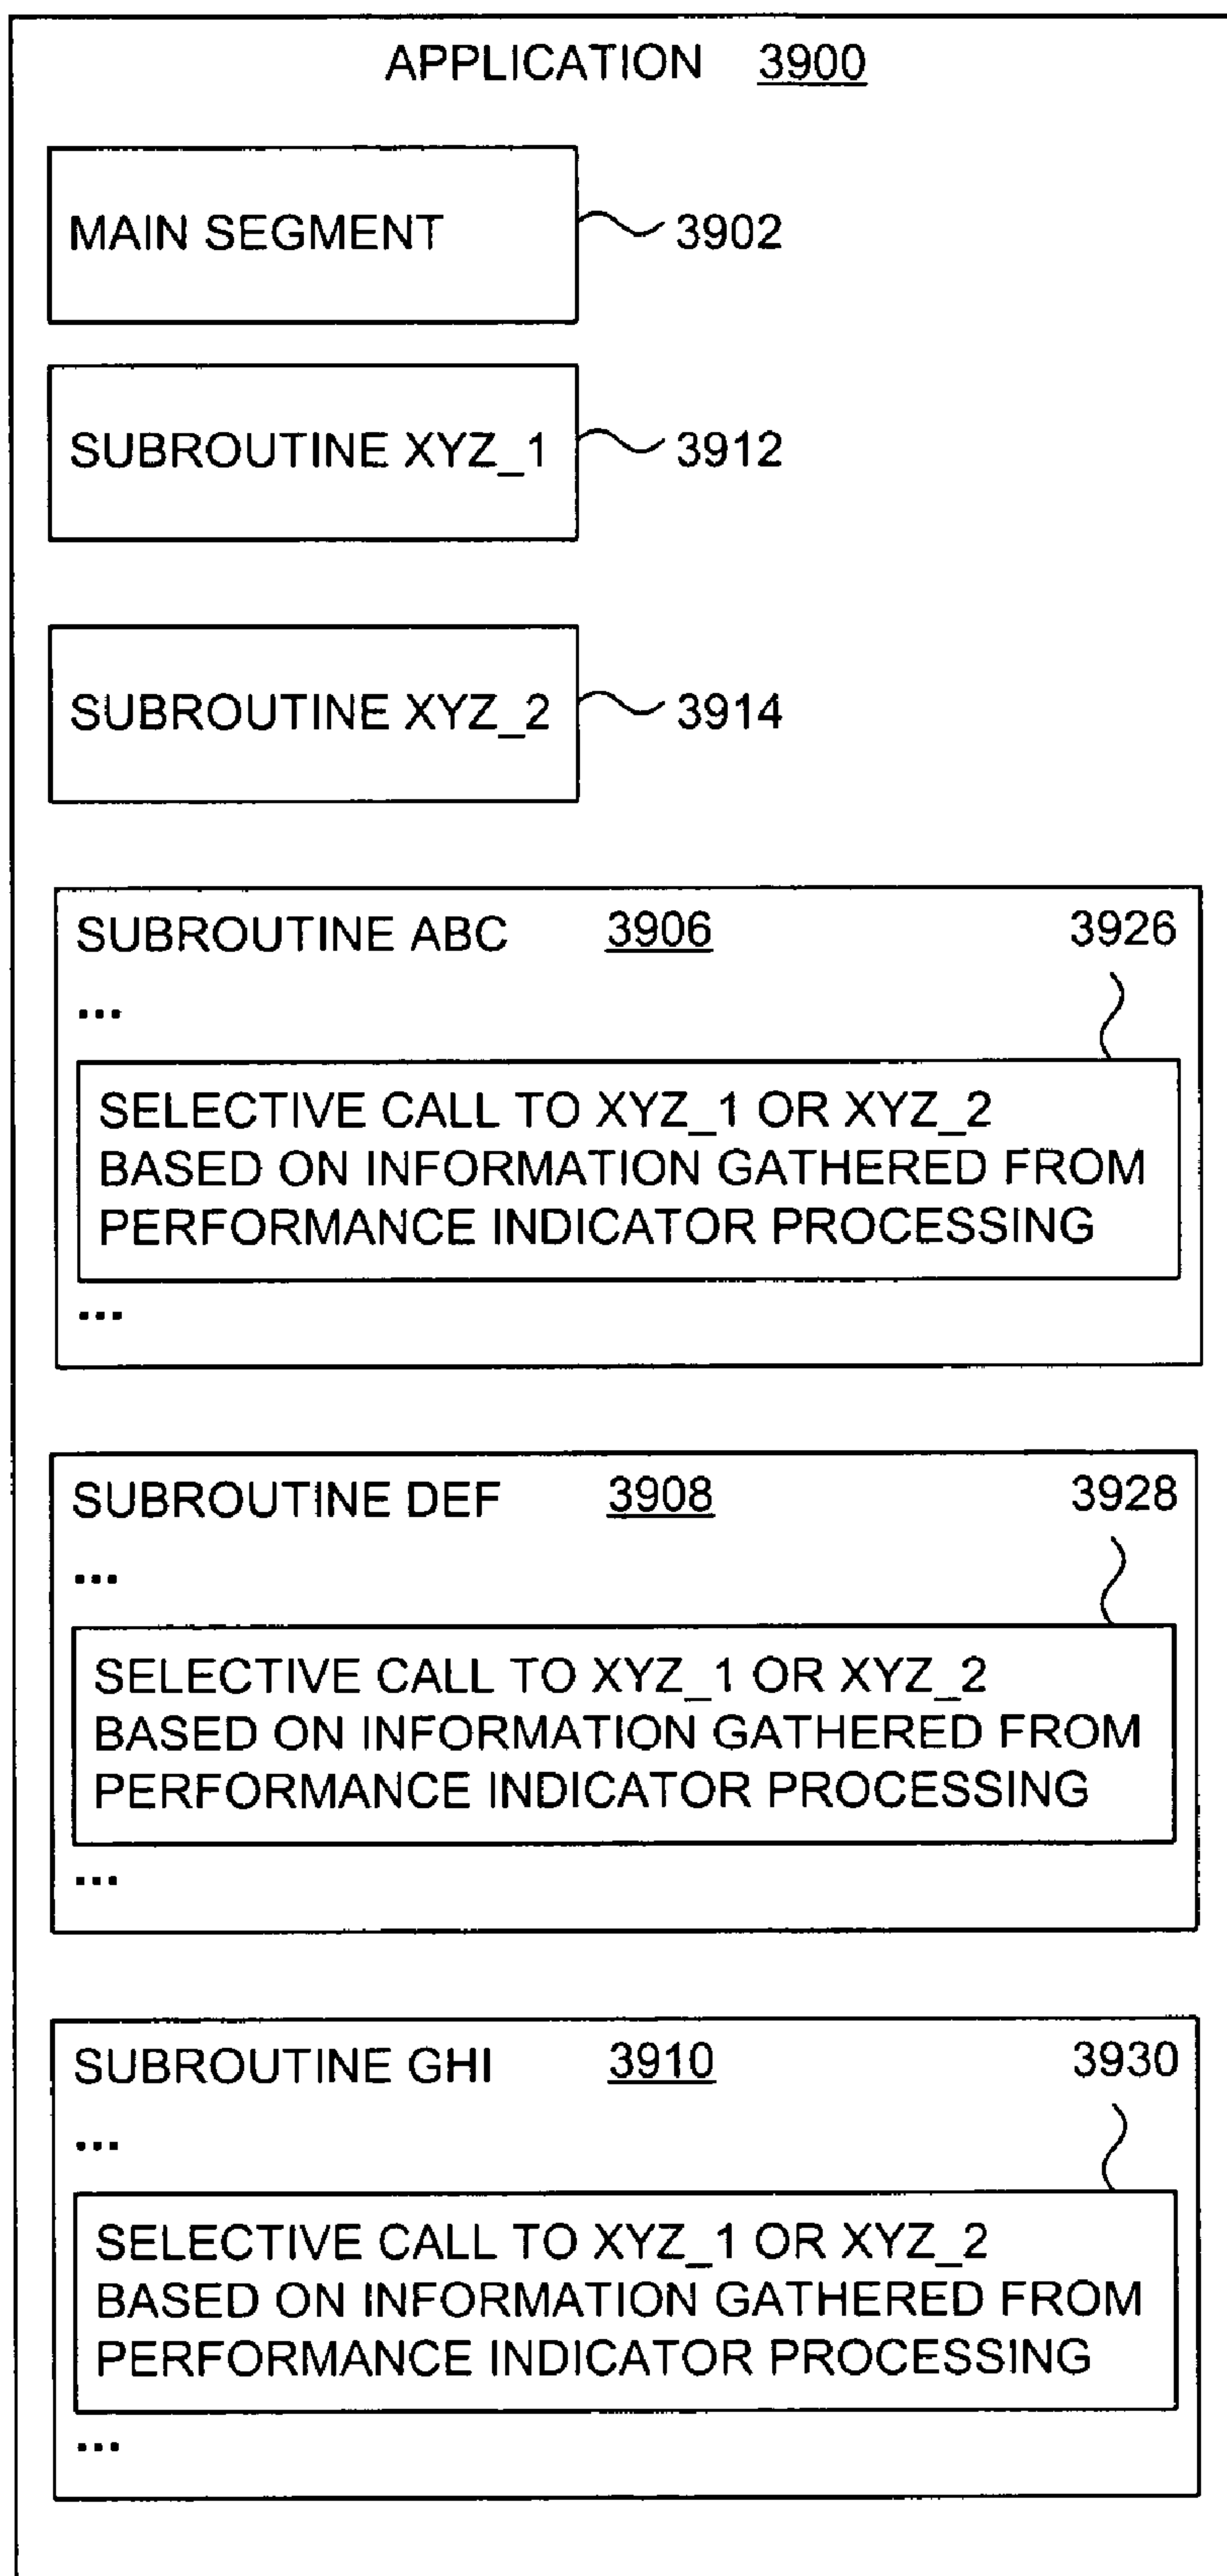 APPLICATION 3900
MAIN SEGMENT 3902
SUBROUTINE XYZ_1 3912
SUBROUTINE XYZ_2 3914
SUBROUTINE ABC 3906 3926
...
SELECTIVE CALL TO XYZ_1 OR XYZ_2
BASED ON INFORMATION GATHERED FROM
PERFORMANCE INDICATOR PROCESSING
...
SUBROUTINE DEF 3908 3928
...
SELECTIVE CALL TO XYZ_1 OR XYZ_2
BASED ON INFORMATION GATHERED FROM
PERFORMANCE INDICATOR PROCESSING
...
SUBROUTINE GHI 3910 3930
...
SELECTIVE CALL TO XYZ_1 OR XYZ_2
BASED ON INFORMATION GATHERED FROM
PERFORMANCE INDICATOR PROCESSING
...